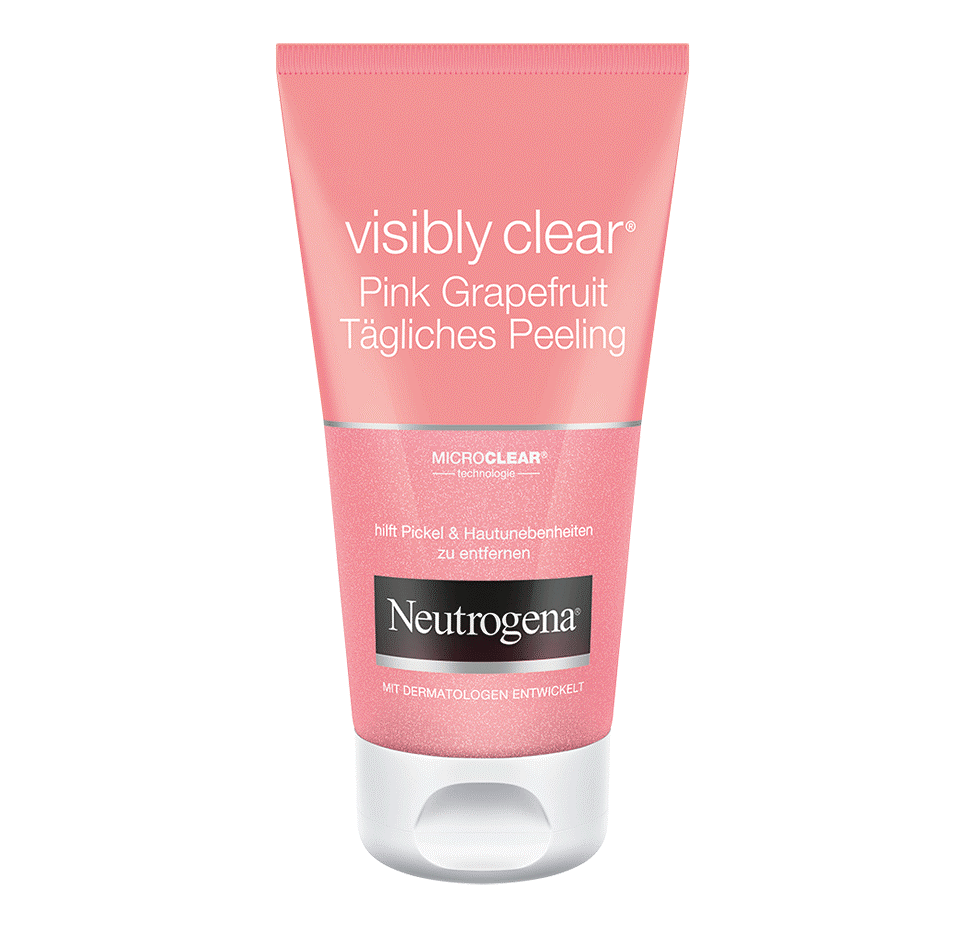 visibly clear®
Pink Grapefruit
Tägliches Peeling
MICROCLEAR®
technologie
hilft Pickel & Hautunebenheiten
zu entfernen
Neutrogena®
MIT DERMATOLOGEN ENTWICKELT